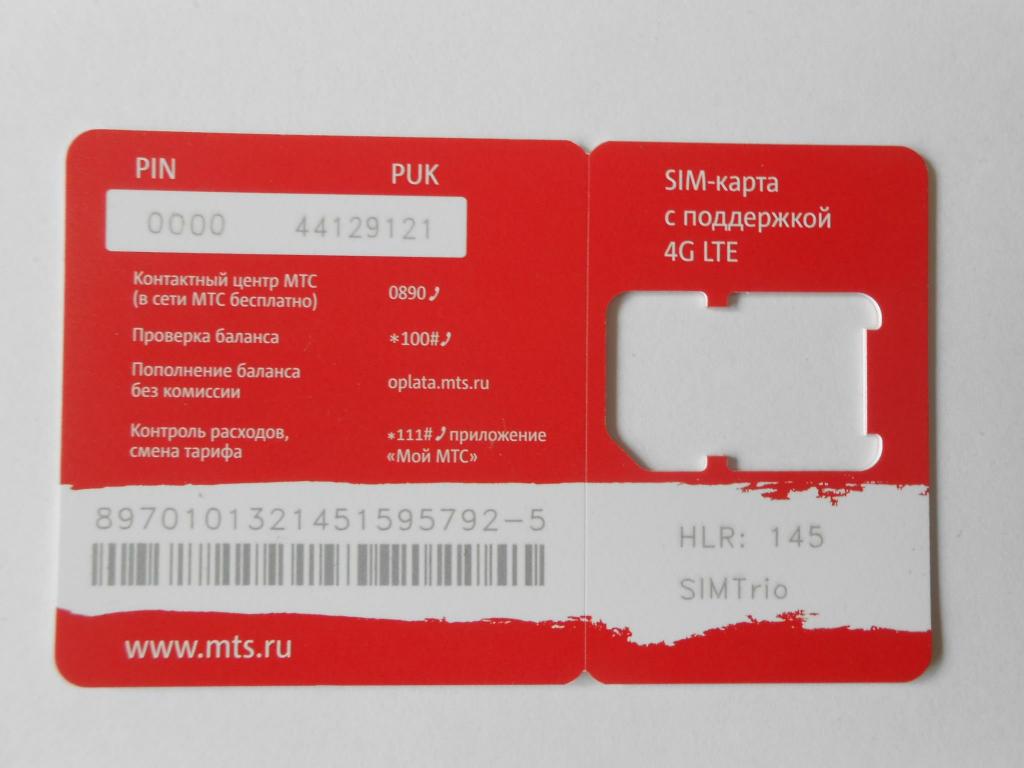 PIN PUK
0000 44129121
Контактный центр МТС
(в сети МТС бесплатно) 0890
Проверка баланса *100#
Пополнение баланса
без комиссии oplata.mts.ru
Контроль расходов, *111# приложение
смена тарифа «Мой МТС»
89701013214515957​92-5
www.mts.ru
SIM-карта
с поддержкой
4G LTE
HLR: 145
SIMTrio